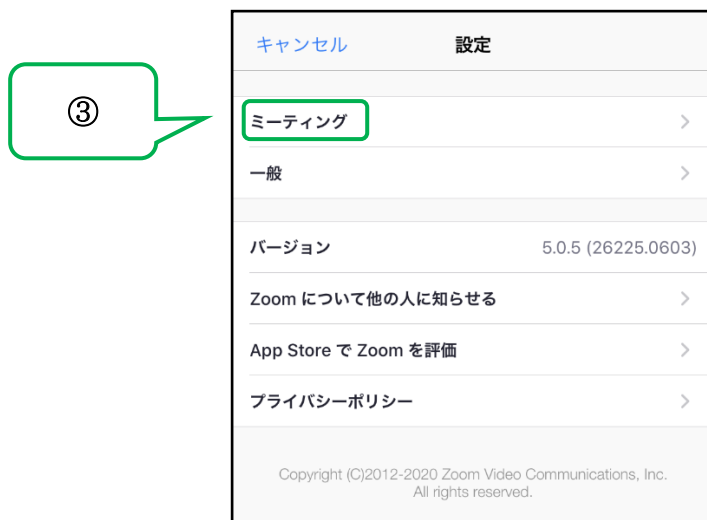 キャンセル 設定
③
ミーティング
一般
バージョン 5.0.5 (26225.0603)
Zoom について他の人に知らせる
App Store で Zoom を評価
プライバシーポリシー
Copyright (C)2012-2020 Zoom Video Communications, Inc.
All rights reserved.